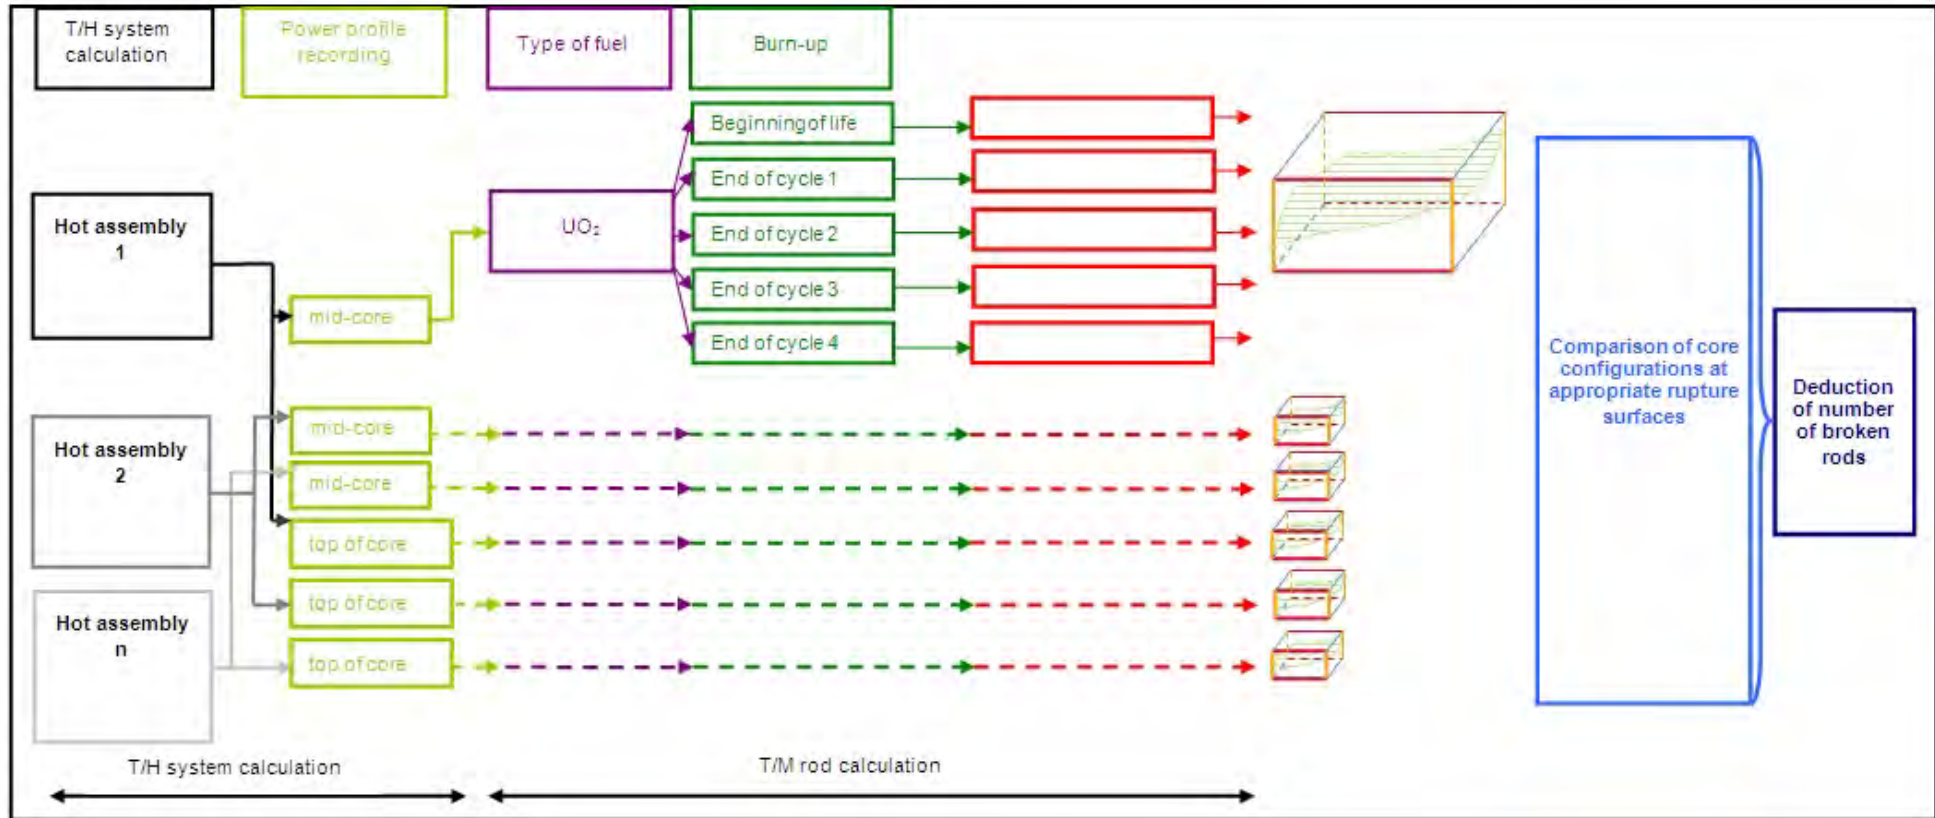 T/H system
calculation
Power profile
recording
Type of fuel
Burn-up
Beginning of life
End of cycle 1
End of cycle 2
End of cycle 3
End of cycle 4
Hot assembly
1
mid-core
UO₂
Hot assembly
2
mid-core
mid-core
top of core
top of core
top of core
Hot assembly
n
Comparison of core
configurations at
appropriate rupture
surfaces
Deduction
of number
of broken
rods
T/H system calculation
T/M rod calculation